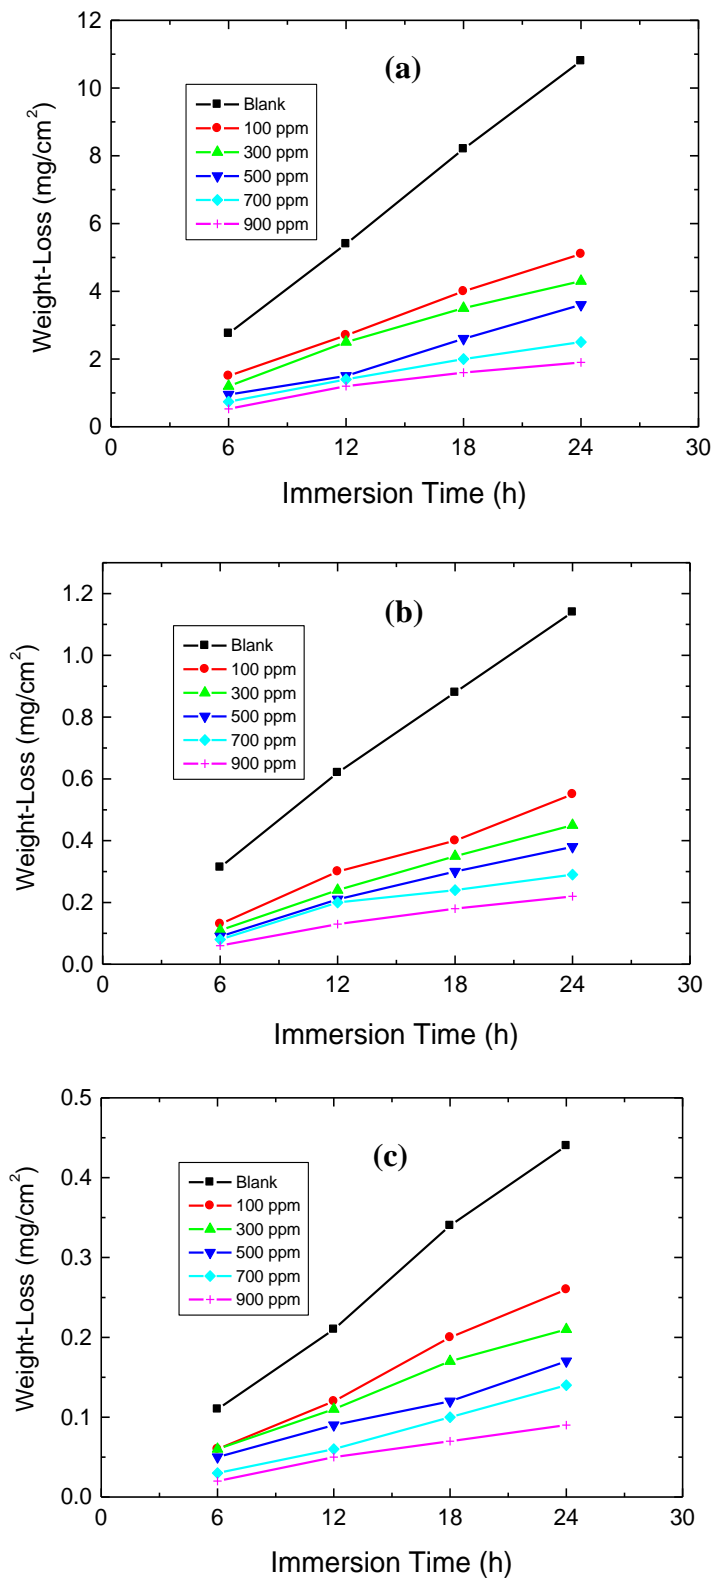 12
10
8
6
4
2
0
Weight-Loss (mg/cm²)
(a)
Blank
100 ppm
300 ppm
500 ppm
700 ppm
900 ppm
0 6 12 18 24 30
Immersion Time (h)
1.2
1.0
0.8
0.6
0.4
0.2
0.0
Weight-Loss (mg/cm²)
(b)
Blank
100 ppm
300 ppm
500 ppm
700 ppm
900 ppm
0 6 12 18 24 30
Immersion Time (h)
0.5
0.4
0.3
0.2
0.1
0.0
Weight-Loss (mg/cm²)
(c)
Blank
100 ppm
300 ppm
500 ppm
700 ppm
900 ppm
0 6 12 18 24 30
Immersion Time (h)